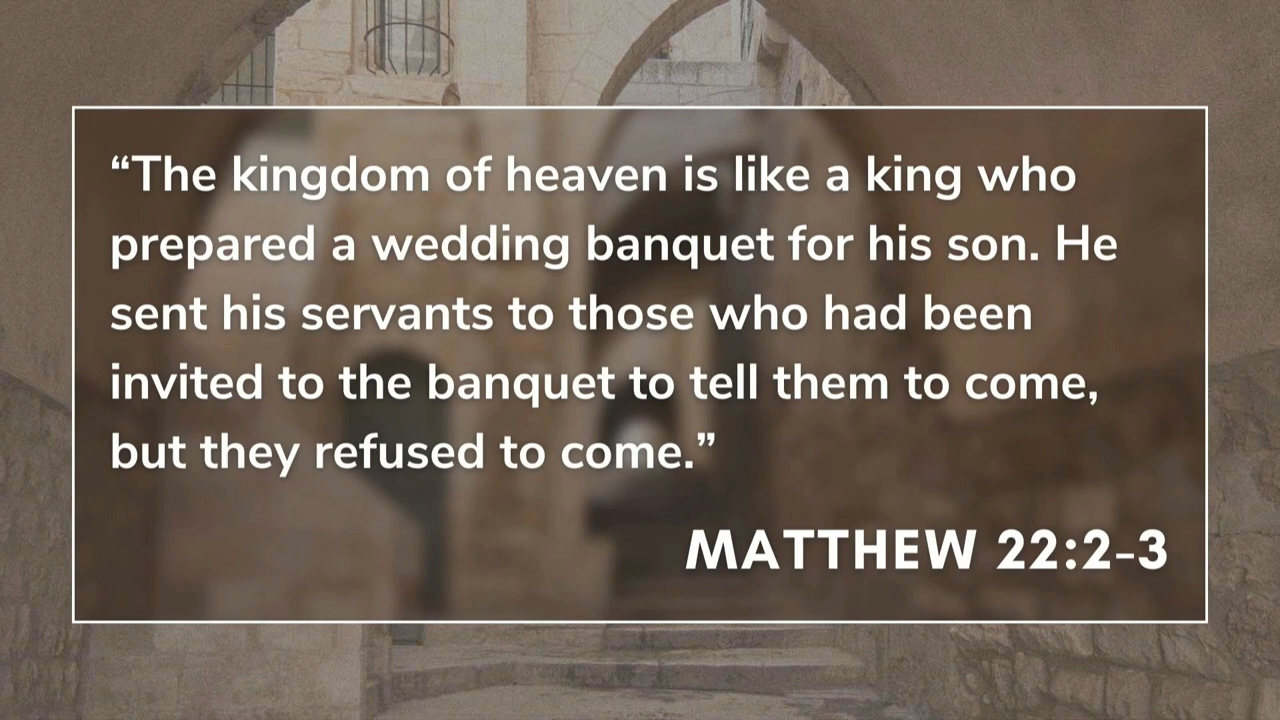 “The kingdom of heaven is like a king who
prepared a wedding banquet for his son. He
sent his servants to those who had been
invited to the banquet to tell them to come,
but they refused to come.”
MATTHEW 22:2-3